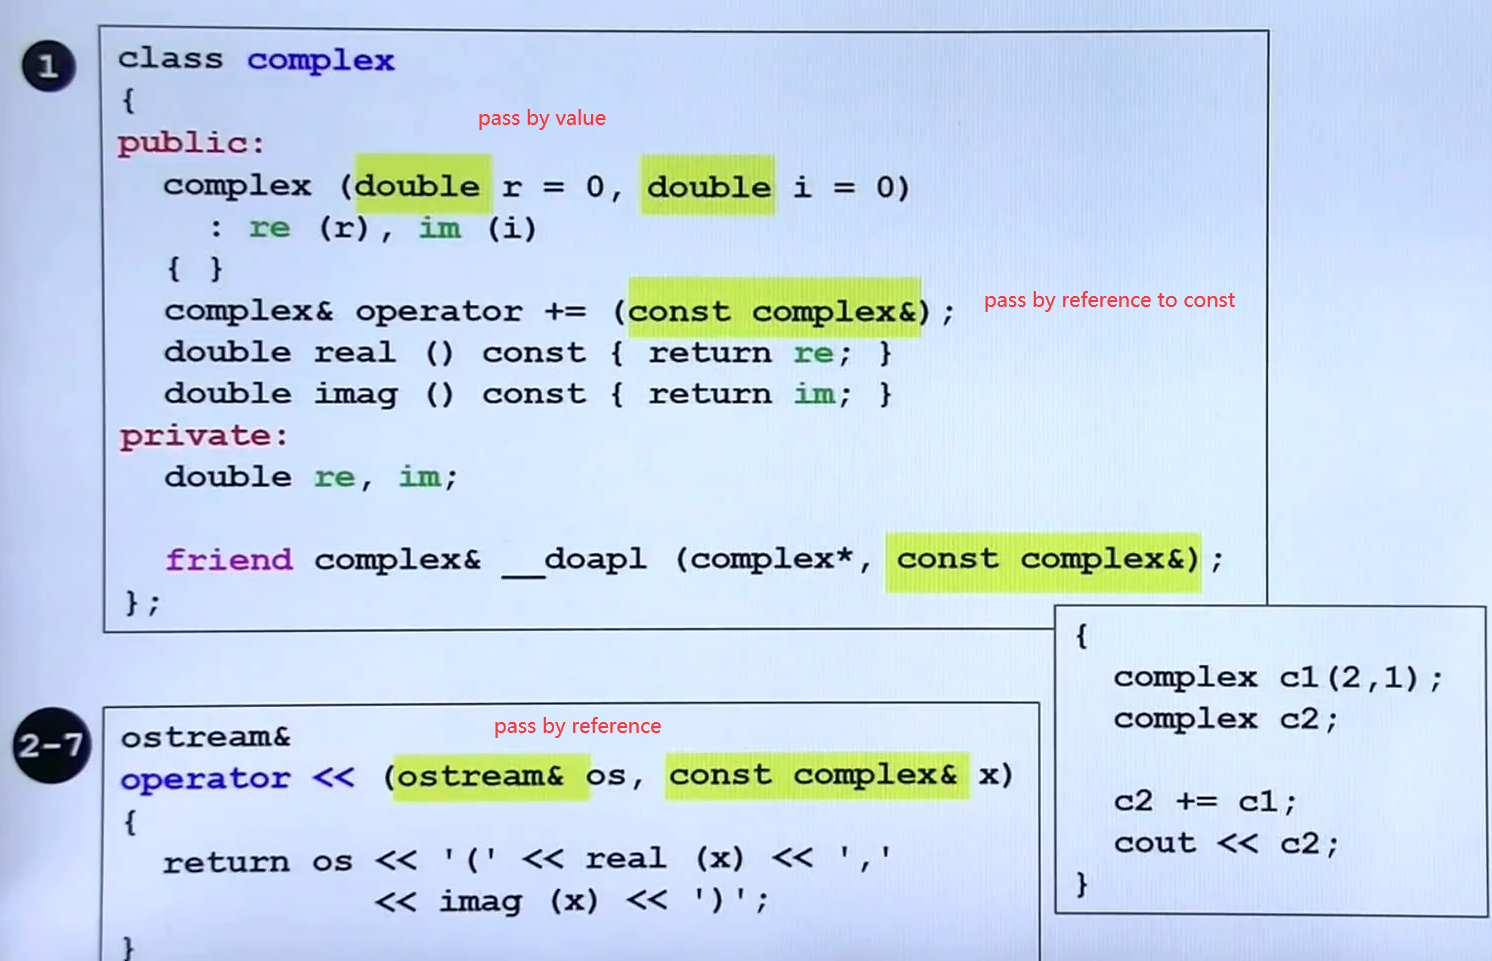 1
class complex
{
pass by value
public:
complex (double r = 0, double i = 0)
: re (r), im (i)
{ }
complex& operator += (const complex&);
pass by reference to const
double real () const { return re; }
double imag () const { return im; }
private:
double re, im;
friend complex& __doapl (complex*, const complex&);
};
{
complex c1(2,1);
complex c2;
c2 += c1;
cout << c2;
}
2-7
ostream&
pass by reference
operator << (ostream& os, const complex& x)
{
return os << '(' << real (x) << ','
<< imag (x) << ')';
}